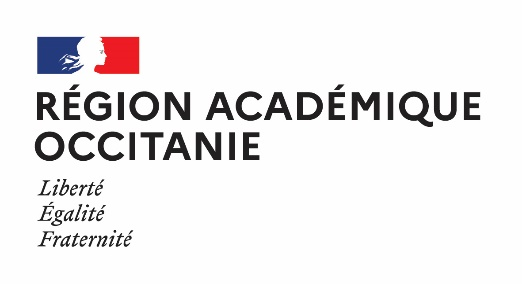 RÉGION ACADÉMIQUE
OCCITANIE
Liberté
Égalité
Fraternité